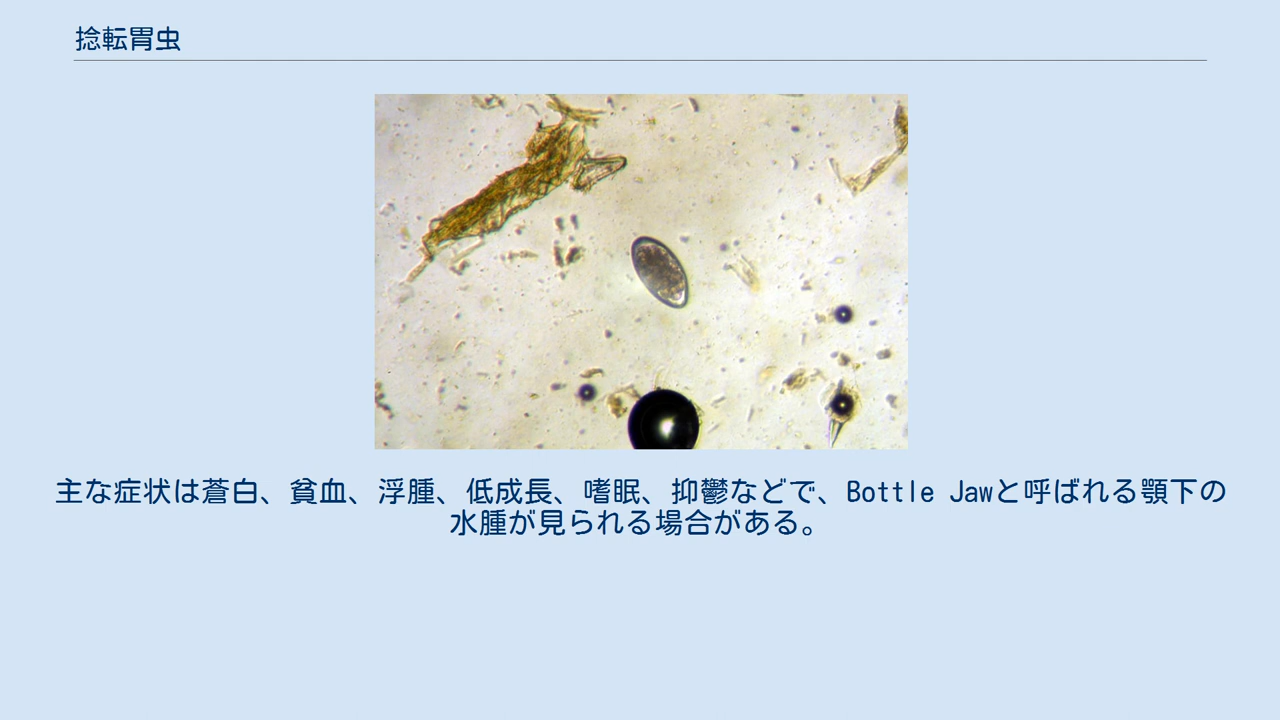 捻転胃虫
主な症状は蒼白、貧血、浮腫、低成長、嗜眠、抑鬱などで、Bottle Jawと呼ばれる顎下の
水腫が見られる場合がある。